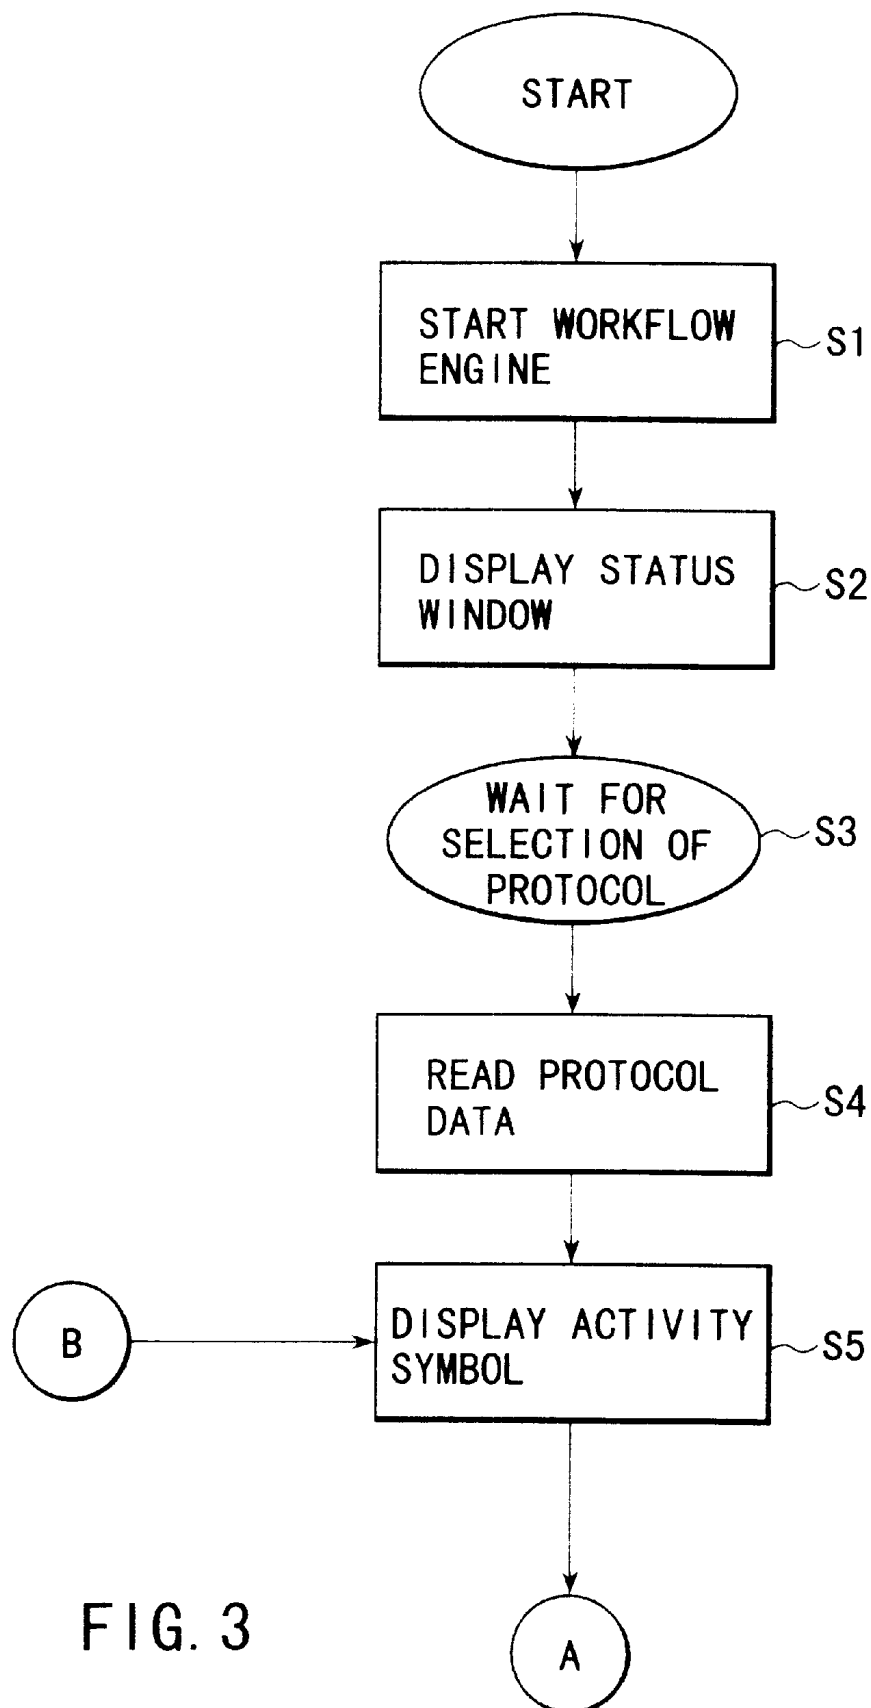 START
START WORKFLOW
ENGINE
S1
DISPLAY STATUS
WINDOW
S2
WAIT FOR
SELECTION OF
PROTOCOL
S3
READ PROTOCOL
DATA
S4
B
DISPLAY ACTIVITY
SYMBOL
S5
FIG. 3
A